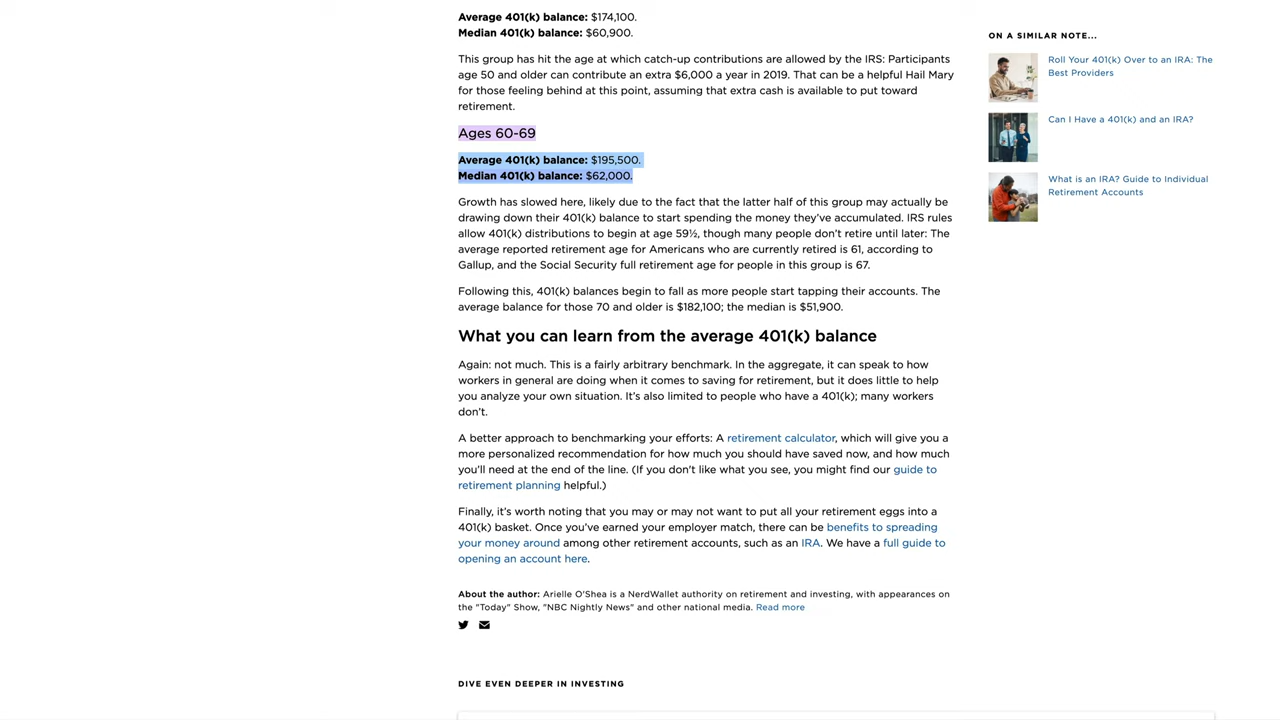 Average 401(k) balance: $174,100.
Median 401(k) balance: $60,900.
This group has hit the age at which catch-up contributions are allowed by the IRS: Participants
age 50 and older can contribute an extra $6,000 a year in 2019. That can be a helpful Hail Mary
for those feeling behind at this point, assuming that extra cash is available to put toward
retirement.
Ages 60-69
Average 401(k) balance: $195,500.
Median 401(k) balance: $62,000.
Growth has slowed here, likely due to the fact that the latter half of this group may actually be
drawing down their 401(k) balance to start spending the money they’ve accumulated. IRS rules
allow 401(k) distributions to begin at age 59½, though many people don’t retire until later: The
average reported retirement age for Americans who are currently retired is 61, according to
Gallup, and the Social Security full retirement age for people in this group is 67.
Following this, 401(k) balances begin to fall as more people start tapping their accounts. The
average balance for those 70 and older is $182,100; the median is $51,900.
What you can learn from the average 401(k) balance
Again: not much. This is a fairly arbitrary benchmark. In the aggregate, it can speak to how
workers in general are doing when it comes to saving for retirement, but it does little to help
you analyze your own situation. It’s also limited to people who have a 401(k); many workers
don’t.
A better approach to benchmarking your efforts: A retirement calculator, which will give you a
more personalized recommendation for how much you should have saved now, and how much
you’ll need at the end of the line. (If you don't like what you see, you might find our guide to
retirement planning helpful.)
Finally, it’s worth noting that you may or may not want to put all your retirement eggs into a
401(k) basket. Once you’ve earned your employer match, there can be benefits to spreading
your money around among other retirement accounts, such as an IRA. We have a full guide to
opening an account here.
About the author: Arielle O'Shea is a NerdWallet authority on retirement and investing, with appearances on
the "Today" Show, "NBC Nightly News" and other national media. Read more
DIVE EVEN DEEPER IN INVESTING
ON A SIMILAR NOTE...
Roll Your 401(k) Over to an IRA: The
Best Providers
Can I Have a 401(k) and an IRA?
What is an IRA? Guide to Individual
Retirement Accounts